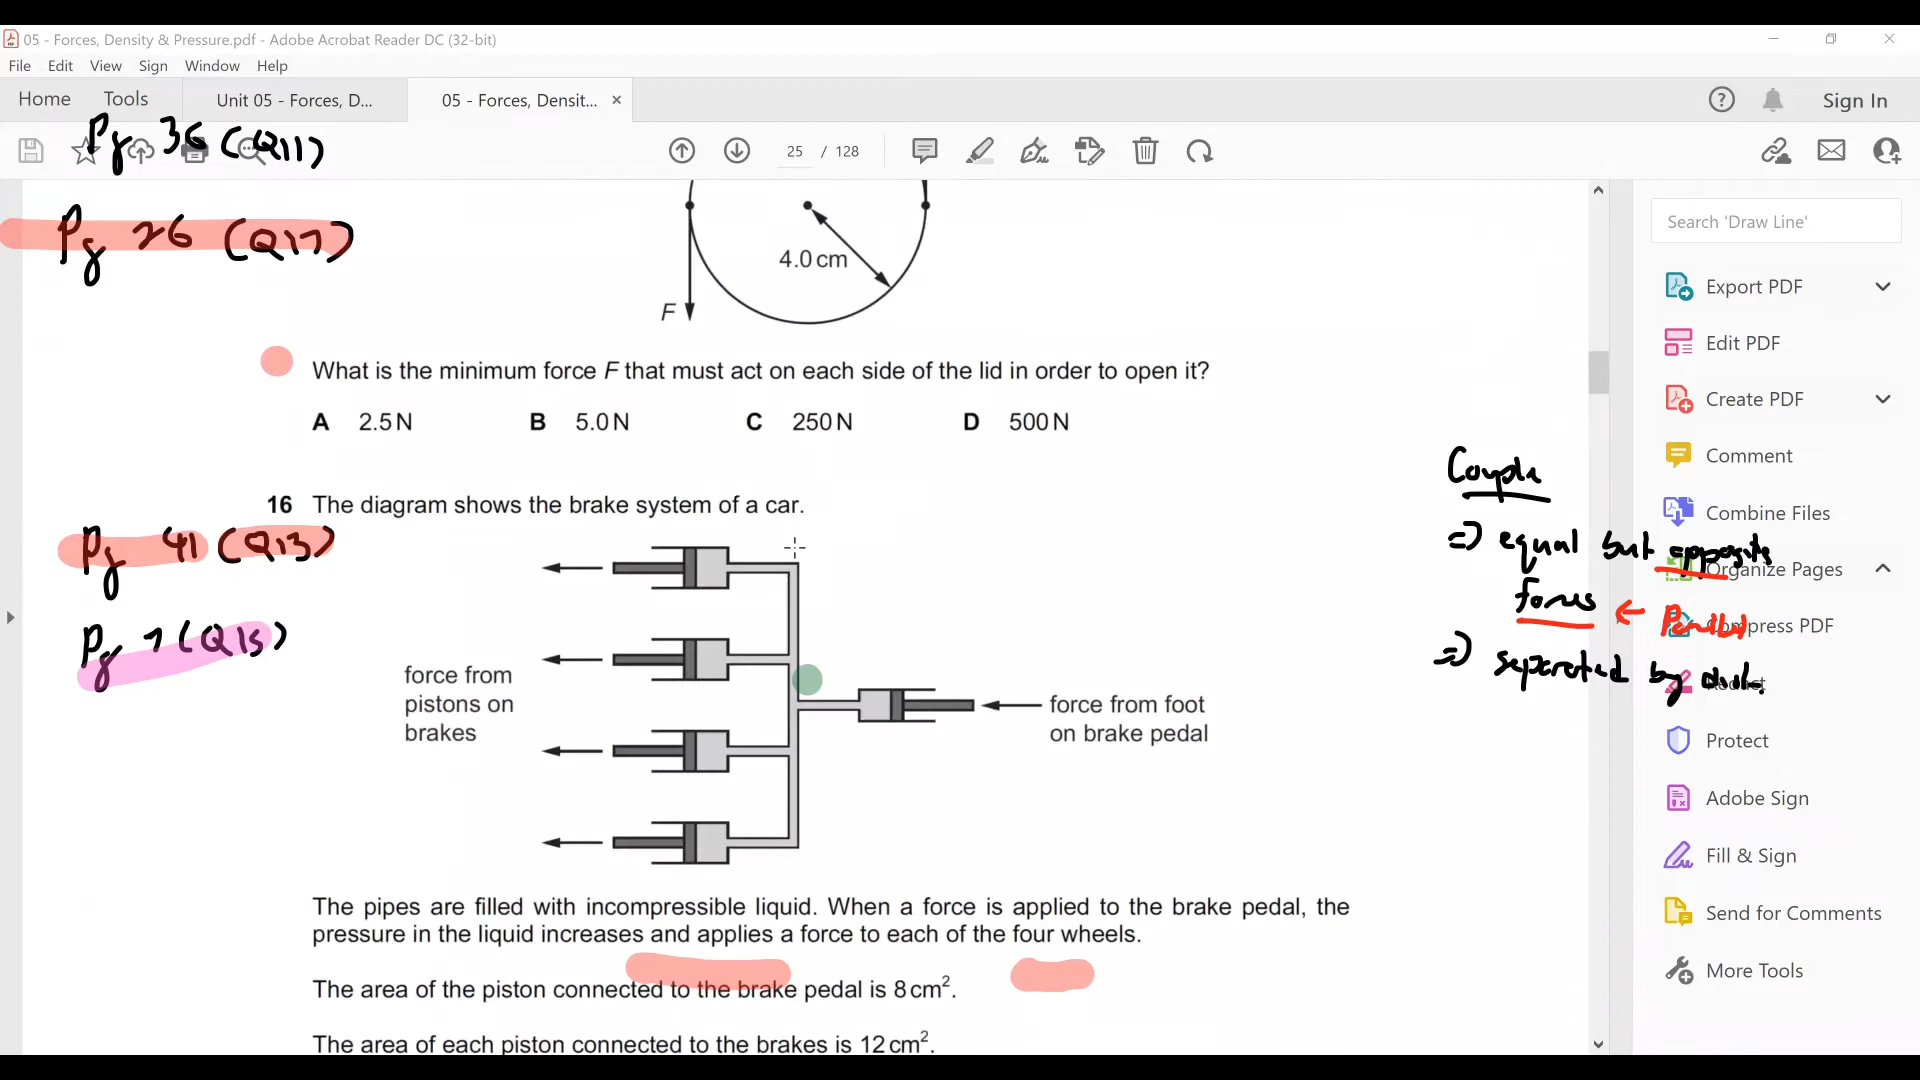 05 - Forces, Density & Pressure.pdf - Adobe Acrobat Reader DC (32-bit)
File Edit View Sign Window Help
Home Tools Unit 05 - Forces, D... 05 - Forces, Densit... × Sign In
Pg 36 (Q11)
25 / 128
Pg 26 (Q17)
4.0 cm
F
What is the minimum force F that must act on each side of the lid in order to open it?
A 2.5 N B 5.0 N C 250 N D 500 N
16 The diagram shows the brake system of a car.
Pg 41 (Q13)
Pg 7 (Q15)
force from
pistons on
brakes
force from foot
on brake pedal
The pipes are filled with incompressible liquid. When a force is applied to the brake pedal, the
pressure in the liquid increases and applies a force to each of the four wheels.
The area of the piston connected to the brake pedal is 8 cm².
The area of each piston connected to the brakes is 12 cm².
Couple
=> equal but opposite
forces ←
=> separated by
Search 'Draw Line'
Export PDF
Edit PDF
Create PDF
Comment
Combine Files
Organize Pages
Compress PDF
Redact
Protect
Adobe Sign
Fill & Sign
Send for Comments
More Tools